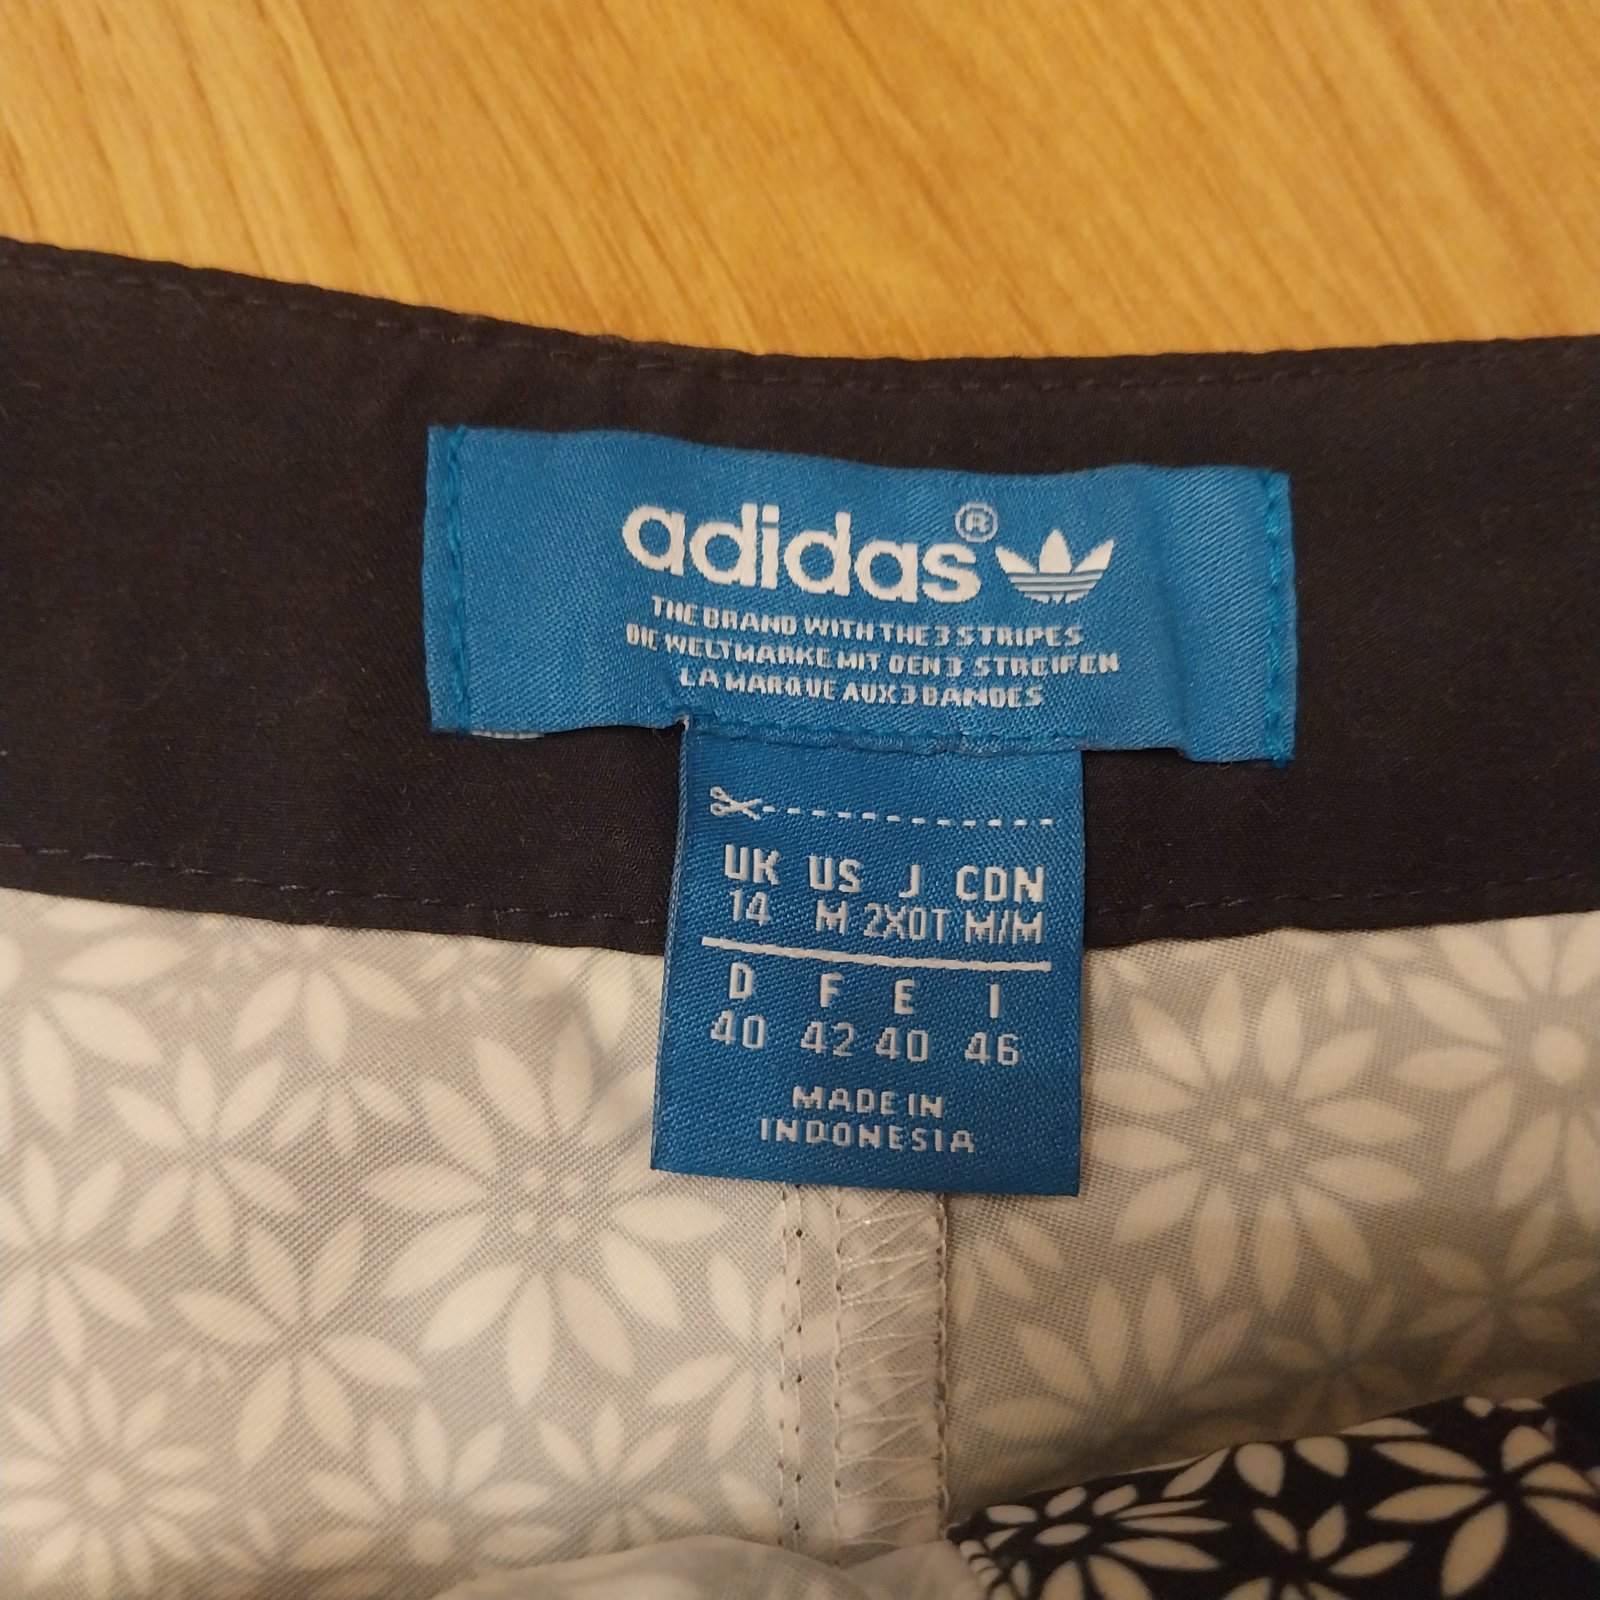 adidas®
THE BRAND WITH THE 3 STRIPES
DIE WELTMARKE MIT DEN 3 STREIFEN
LA MARQUE AUX 3 BANDES
UK US J CDN
14 M 2XOT M/M
D F E I
40 42 40 46
MADE IN
INDONESIA